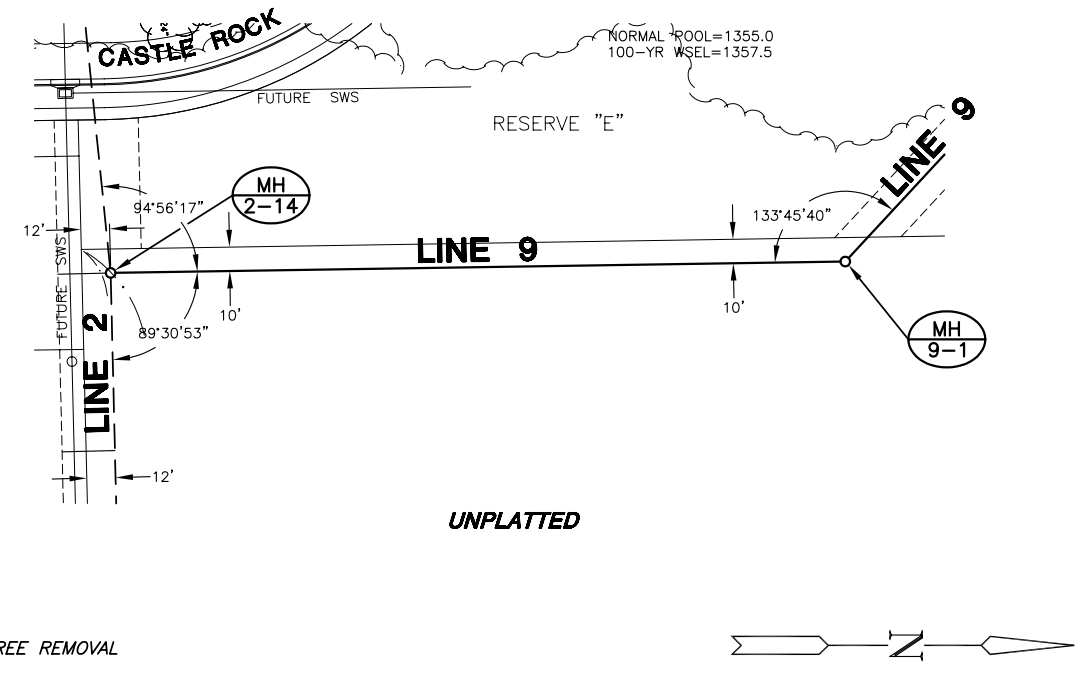 CASTLE ROCK
NORMAL POOL=1355.0
100-YR WSEL=1357.5
FUTURE SWS
RESERVE "E"
LINE 9
MH
2-14
94°56'17"
133°45'40"
12'
FUTURE SWS
LINE 9
10'
10'
LINE 2
89°30'53"
MH
9-1
12'
UNPLATTED
REE REMOVAL
N